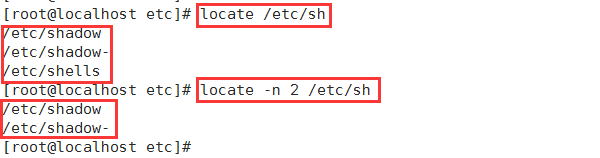 [root@localhost etc]# locate /etc/sh
/etc/shadow
/etc/shadow-
/etc/shells
[root@localhost etc]# locate -n 2 /etc/sh
/etc/shadow
/etc/shadow-
[root@localhost etc]#